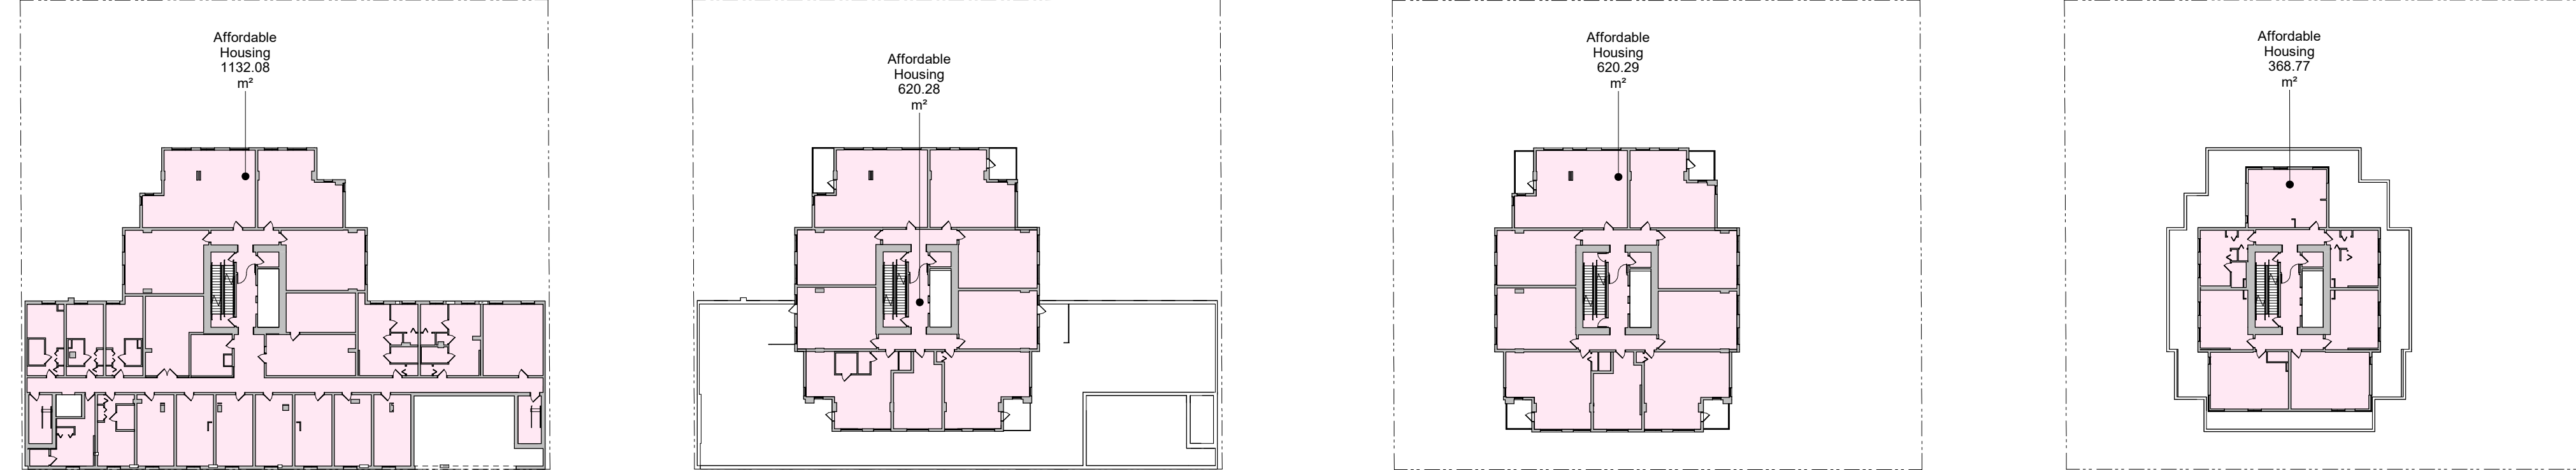 Affordable
Housing
1132.08
m²
Affordable
Housing
620.28
m²
Affordable
Housing
620.29
m²
Affordable
Housing
368.77
m²